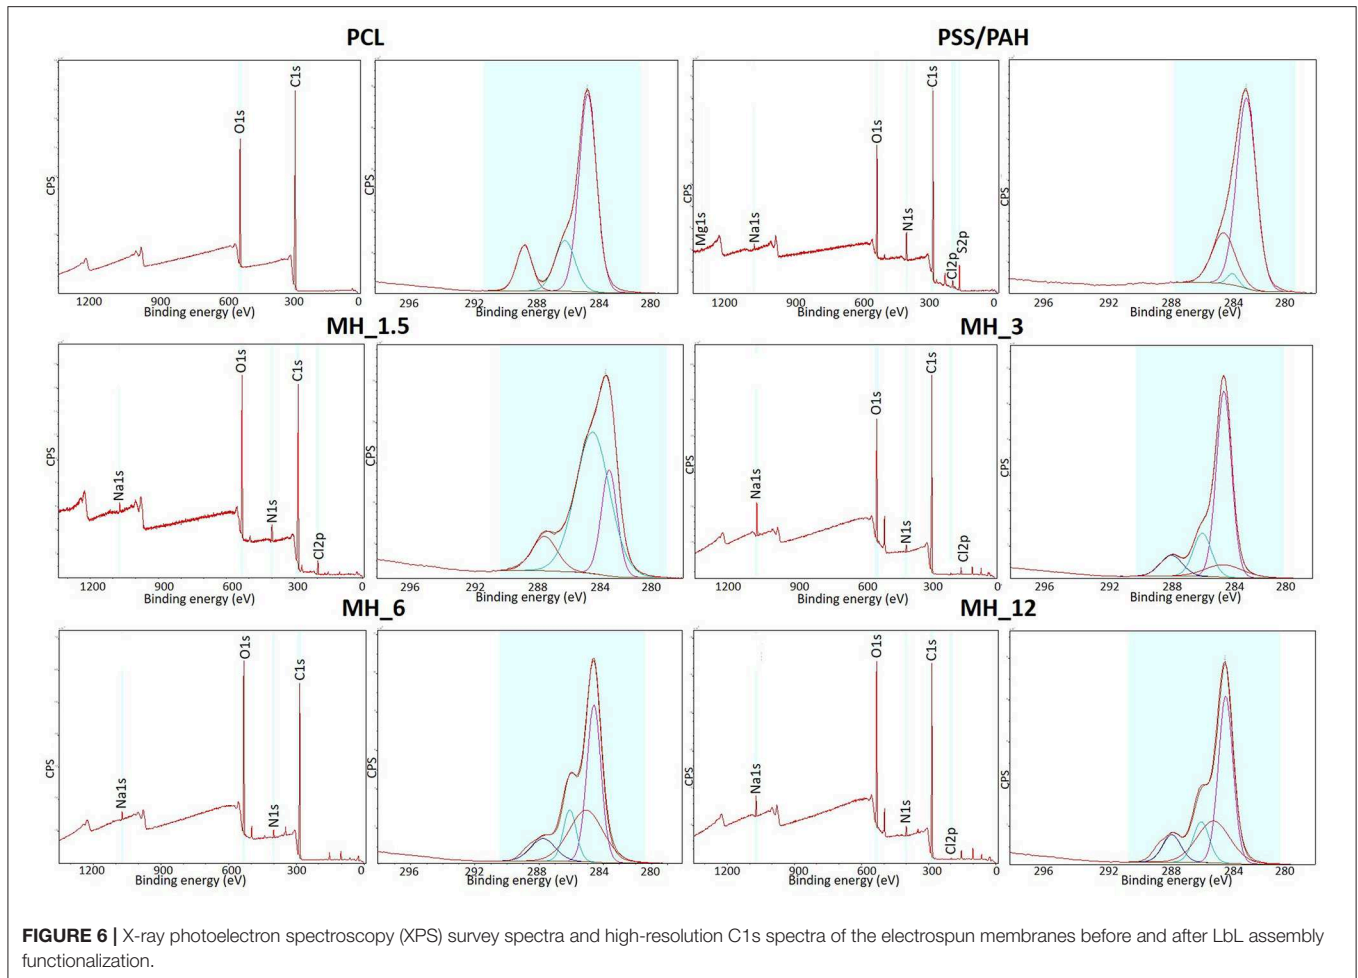 PCL
PSS/PAH
CPS
O1s
C1s
1200 900 600 300 0
Binding energy (eV)
CPS
296 292 288 284 280
Binding energy (eV)
CPS
Mg1s
Na1s
O1s
N1s
C1s
Cl2p
S2p
1200 900 600 300 0
Binding energy (eV)
CPS
296 292 288 284 280
Binding energy (eV)
MH_1.5
MH_3
CPS
Na1s
O1s
N1s
C1s
Cl2p
1200 900 600 300 0
Binding energy (eV)
CPS
296 292 288 284 280
Binding energy (eV)
CPS
Na1s
O1s
N1s
C1s
Cl2p
1200 900 600 300 0
Binding energy (eV)
CPS
296 292 288 284 280
Binding energy (eV)
MH_6
MH_12
CPS
Na1s
O1s
N1s
C1s
1200 900 600 300 0
Binding energy (eV)
CPS
296 292 288 284 280
Binding energy (eV)
CPS
Na1s
O1s
N1s
C1s
Cl2p
1200 900 600 300 0
Binding energy (eV)
CPS
296 292 288 284 280
Binding energy (eV)
FIGURE 6 | X-ray photoelectron spectroscopy (XPS) survey spectra and high-resolution C1s spectra of the electrospun membranes before and after LbL assembly
functionalization.